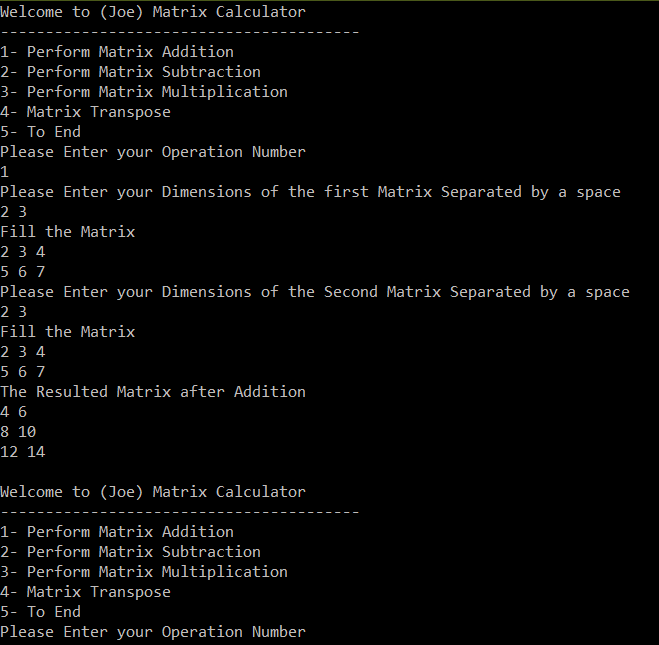 Welcome to (Joe) Matrix Calculator
----------------------------------------
1- Perform Matrix Addition
2- Perform Matrix Subtraction
3- Perform Matrix Multiplication
4- Matrix Transpose
5- To End
Please Enter your Operation Number
1
Please Enter your Dimensions of the first Matrix Separated by a space
2 3
Fill the Matrix
2 3 4
5 6 7
Please Enter your Dimensions of the Second Matrix Separated by a space
2 3
Fill the Matrix
2 3 4
5 6 7
The Resulted Matrix after Addition
4 6
8 10
12 14
Welcome to (Joe) Matrix Calculator
----------------------------------------
1- Perform Matrix Addition
2- Perform Matrix Subtraction
3- Perform Matrix Multiplication
4- Matrix Transpose
5- To End
Please Enter your Operation Number